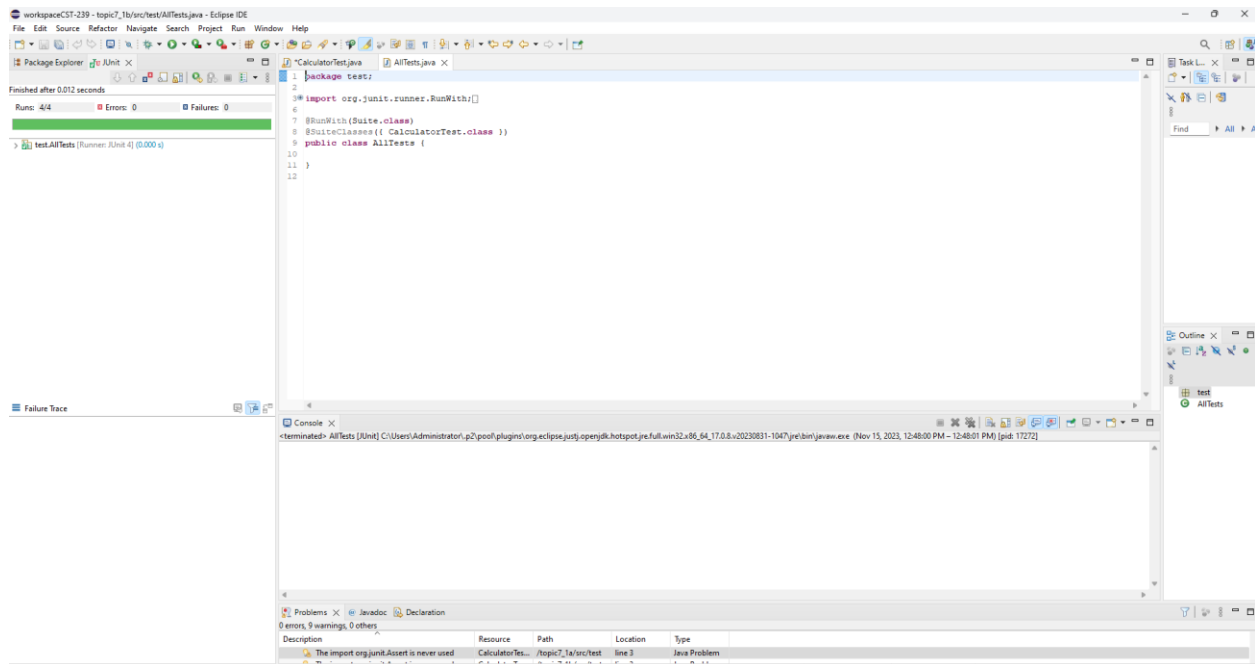 workspaceCST-239 - topic7_1b/src/test/AllTests.java - Eclipse IDE
File Edit Source Refactor Navigate Search Project Run Window Help
Package Explorer JUnit
Finished after 0.012 seconds
Runs: 4/4 Errors: 0 Failures: 0
test.AllTests [Runner: JUnit 4] (0.000 s)
Failure Trace
*CalculatorTest.java AllTests.java
1 package test;
2
3 import org.junit.runner.RunWith;
6
7 @RunWith(Suite.class)
8 @SuiteClasses({ CalculatorTest.class })
9 public class AllTests {
10
11 }
12
Task L...
Find All A
Outline
test
AllTests
Console
<terminated> AllTests [JUnit] C:\Users\Administrator\.p2\pool\plugins\org.eclipse.justj.openjdk.hotspot.jre.full.win32.x86_64_17.0.8.v20230831-1047\jre\bin\javaw.exe (Nov 15, 2023, 12:48:00 PM – 12:48:01 PM) [pid: 17272]
Problems Javadoc Declaration
0 errors, 9 warnings, 0 others
Description Resource Path Location Type
The import org.junit.Assert is never used CalculatorTes... /topic7_1a/src/test line 3 Java Problem